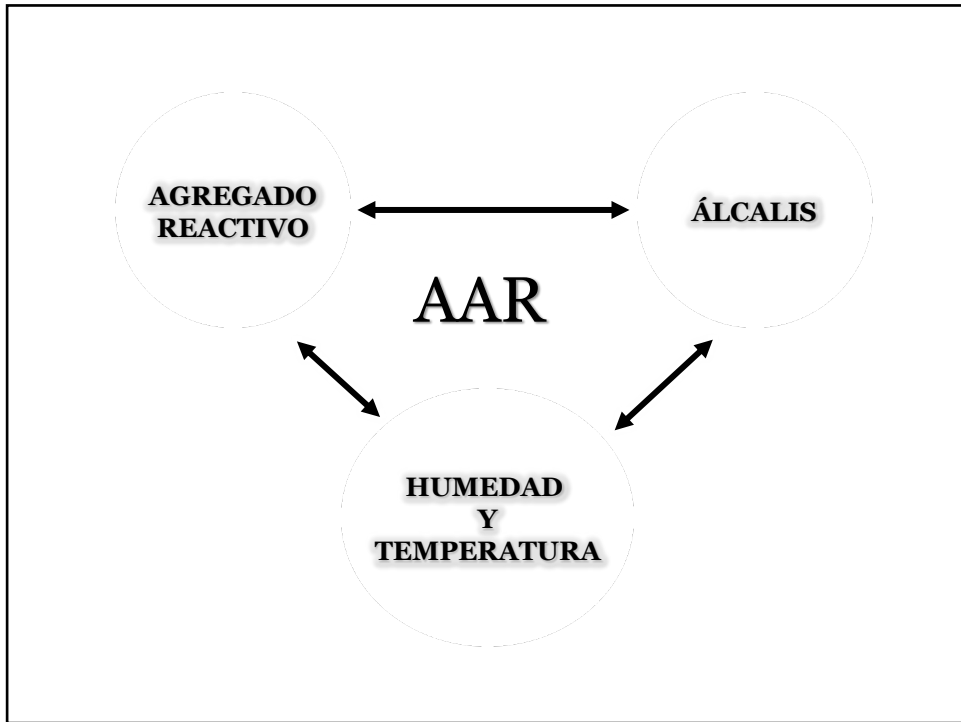 AGREGADO
REACTIVO
ÁLCALIS
AAR
HUMEDAD
Y
TEMPERATURA